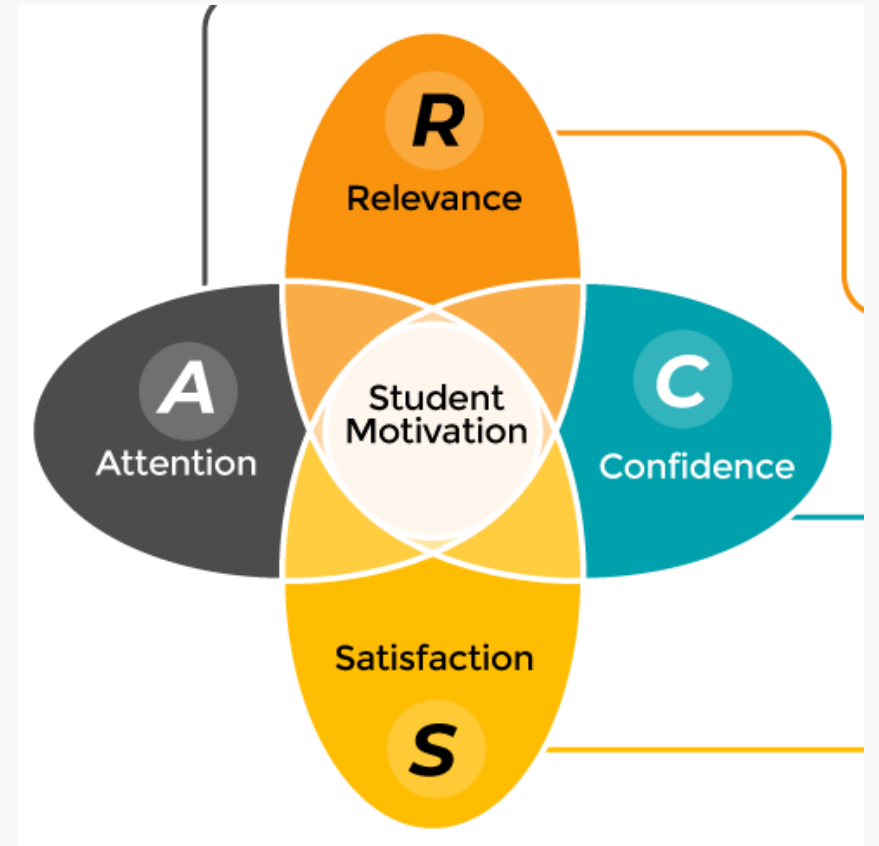 R
Relevance
A
Attention
Student
Motivation
C
Confidence
Satisfaction
S